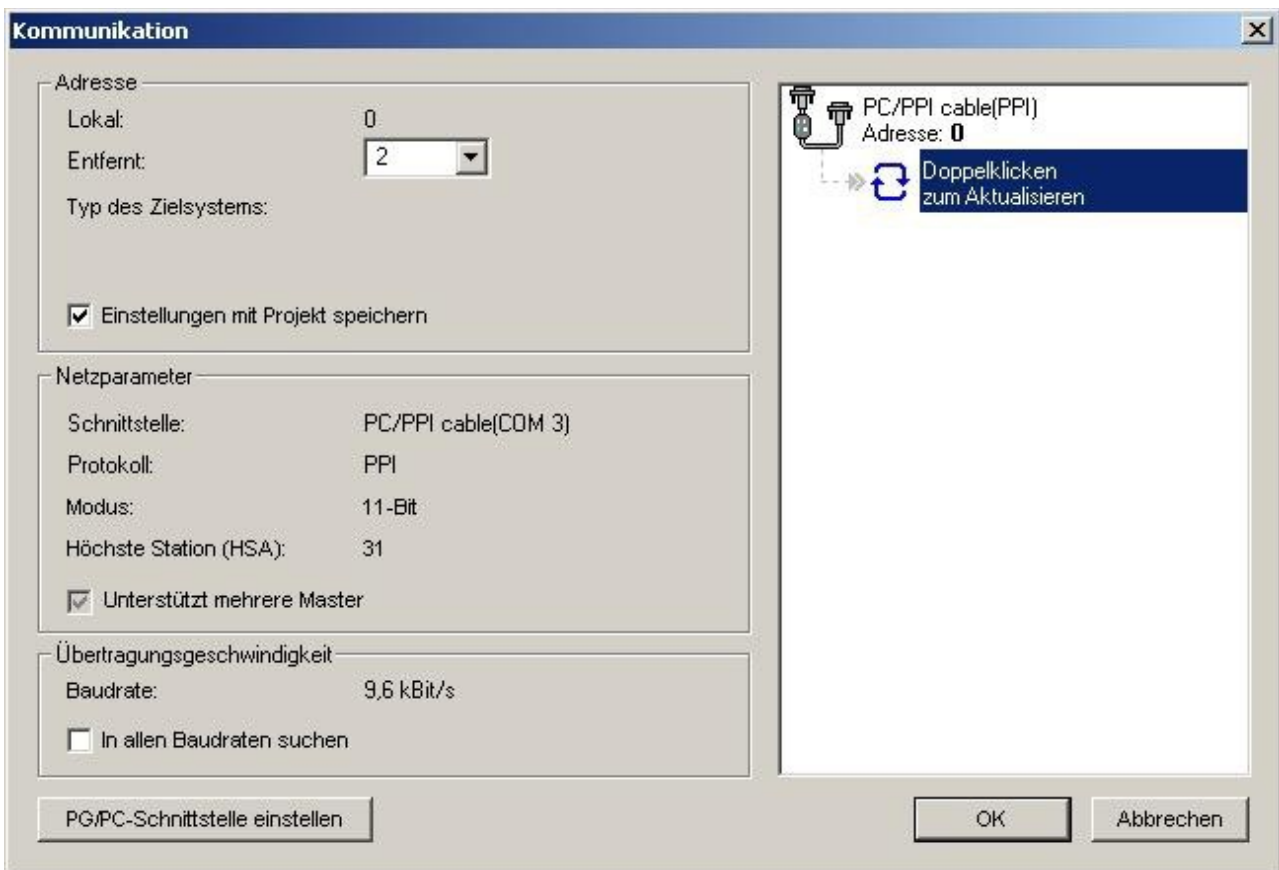 Kommunikation
Adresse
Lokal: 0
Entfernt: 2
Typ des Zielsystems:
Einstellungen mit Projekt speichern
Netzparameter
Schnittstelle: PC/PPI cable(COM 3)
Protokoll: PPI
Modus: 11-Bit
Höchste Station (HSA): 31
Unterstützt mehrere Master
Übertragungsgeschwindigkeit
Baudrate: 9,6 kBit/s
In allen Baudraten suchen
PG/PC-Schnittstelle einstellen
PC/PPI cable(PPI)
Adresse: 0
Doppelklicken
zum Aktualisieren
OK
Abbrechen